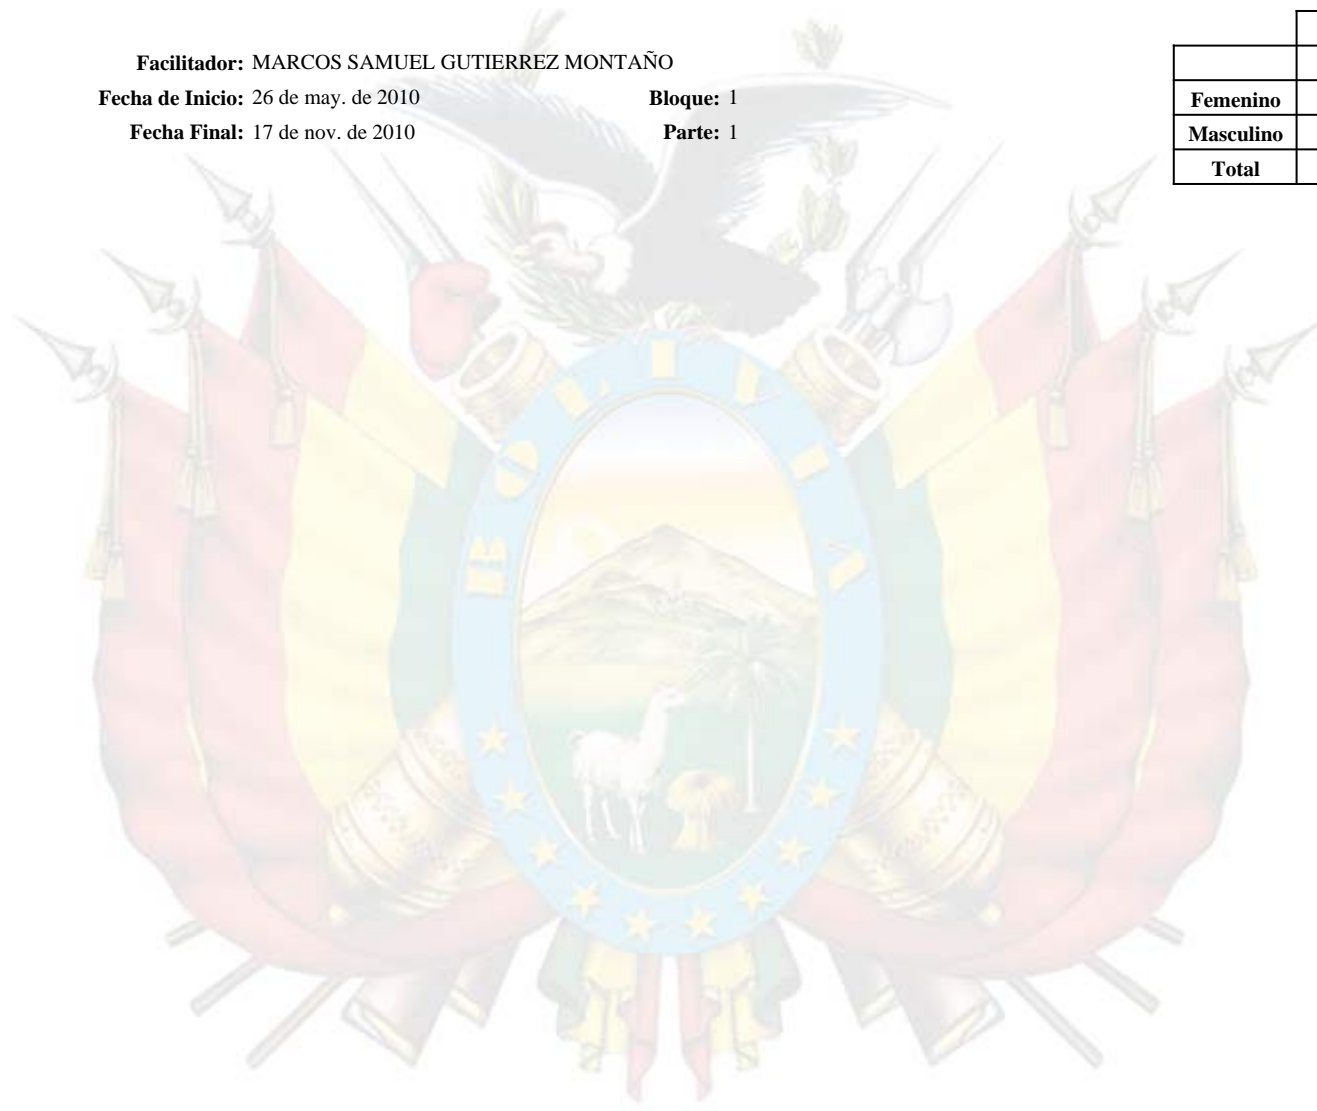 Facilitador: MARCOS SAMUEL GUTIERREZ MONTAÑO
Fecha de Inicio: 26 de may. de 2010 Bloque: 1
Fecha Final: 17 de nov. de 2010 Parte: 1
Femenino
Masculino
Total
BOLIVIA